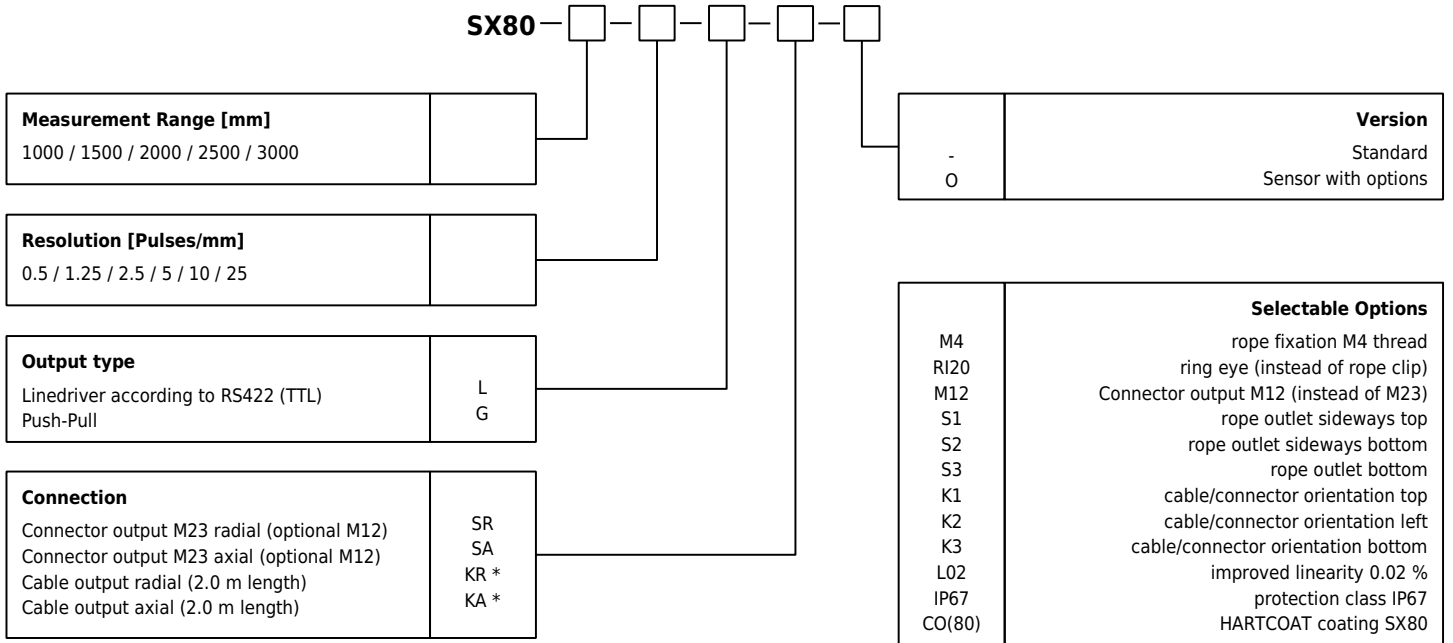 SX80
Measurement Range [mm]
1000 / 1500 / 2000 / 2500 / 3000
Resolution [Pulses/mm]
0.5 / 1.25 / 2.5 / 5 / 10 / 25
Output type
Linedriver according to RS422 (TTL) L
Push-Pull G
Connection
Connector output M23 radial (optional M12) SR
Connector output M23 axial (optional M12) SA
Cable output radial (2.0 m length) KR *
Cable output axial (2.0 m length) KA *
Version
- Standard
O Sensor with options
Selectable Options
M4 rope fixation M4 thread
RI20 ring eye (instead of rope clip)
M12 Connector output M12 (instead of M23)
S1 rope outlet sideways top
S2 rope outlet sideways bottom
S3 rope outlet bottom
K1 cable/connector orientation top
K2 cable/connector orientation left
K3 cable/connector orientation bottom
L02 improved linearity 0.02 %
IP67 protection class IP67
CO(80) HARTCOAT coating SX80